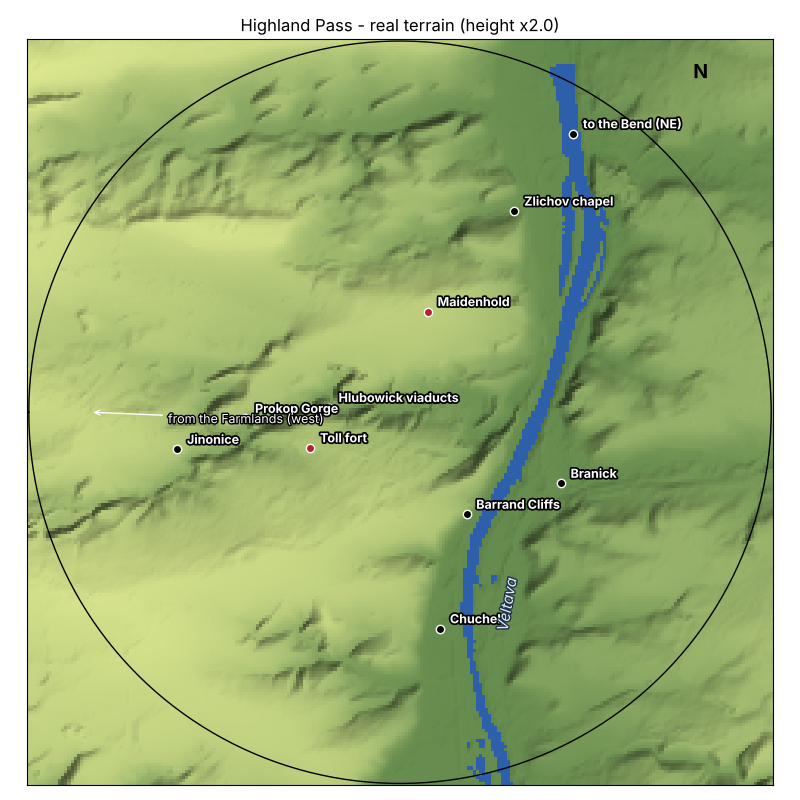 Highland Pass - real terrain (height x2.0)
N
to the Bend (NE)
Zlichov chapel
Maidenhold
Hlubowick viaducts
Prokop Gorge
from the Farmlands (west)
Jinonice
Toll fort
Branick
Barrand Cliffs
Veltava